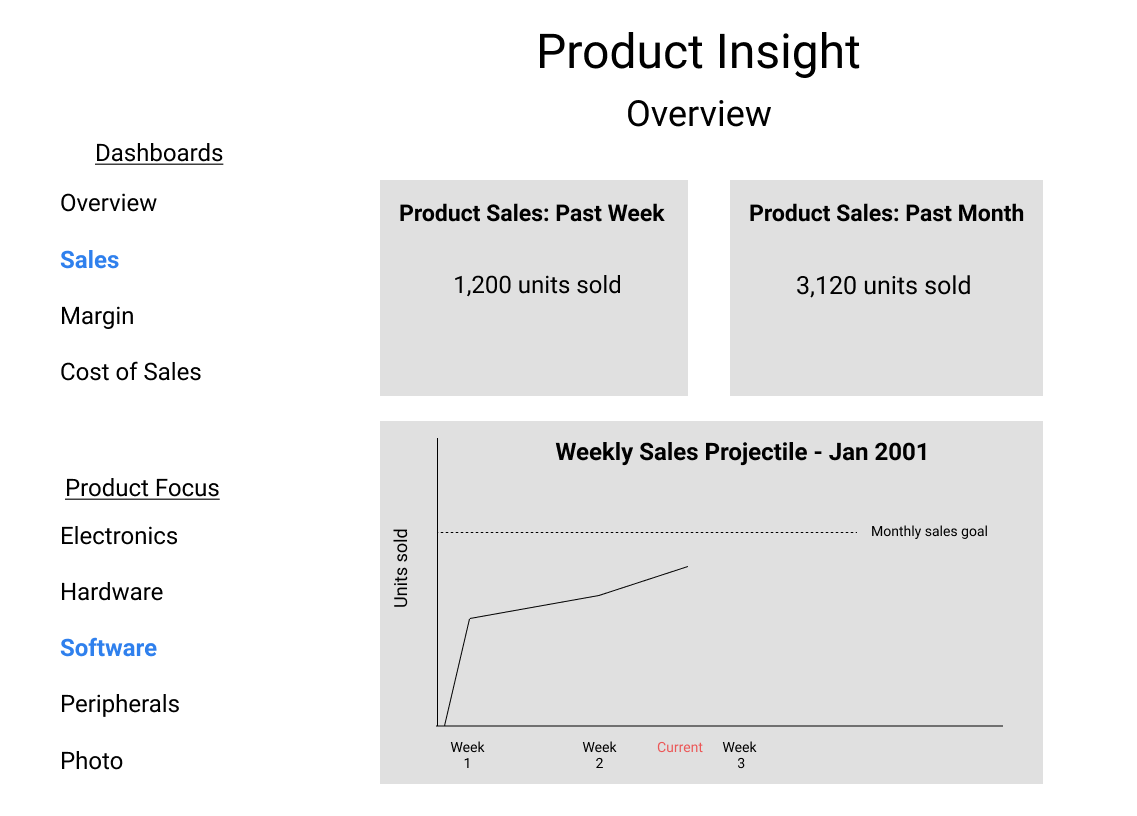 Product Insight
Overview
Dashboards
Overview
Sales
Margin
Cost of Sales
Product Focus
Electronics
Hardware
Software
Peripherals
Photo
Product Sales: Past Week
1,200 units sold
Product Sales: Past Month
3,120 units sold
Weekly Sales Projectile - Jan 2001
Monthly sales goal
Units sold
Week
1
Week
2
Current
Week
3